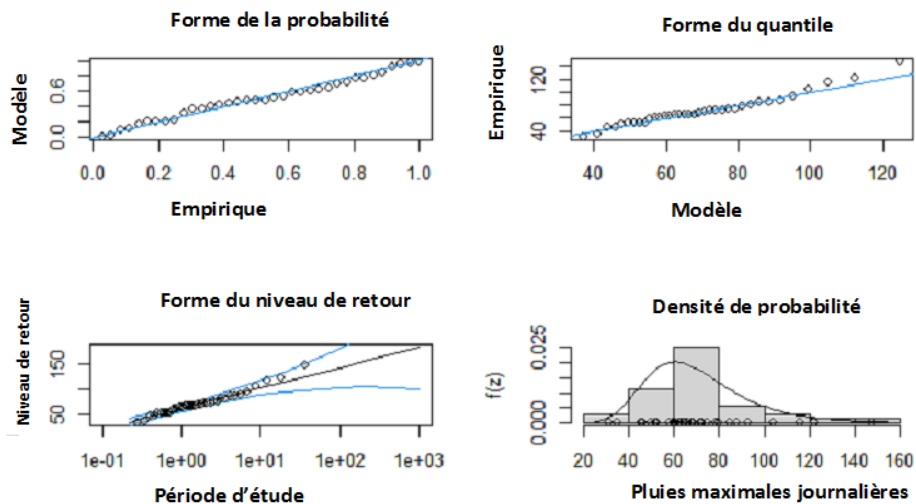 Forme de la probabilité
Modèle
0.0 0.6
0.0 0.2 0.4 0.6 0.8 1.0
Empirique
Forme du quantile
Empirique
40 120
40 60 80 100 120
Modèle
Forme du niveau de retour
Niveau de retour
50 150
1e-01 1e+00 1e+01 1e+02 1e+03
Période d'étude
Densité de probabilité
f(z)
0.000 0.025
20 40 60 80 100 120 140 160
Pluies maximales journalières